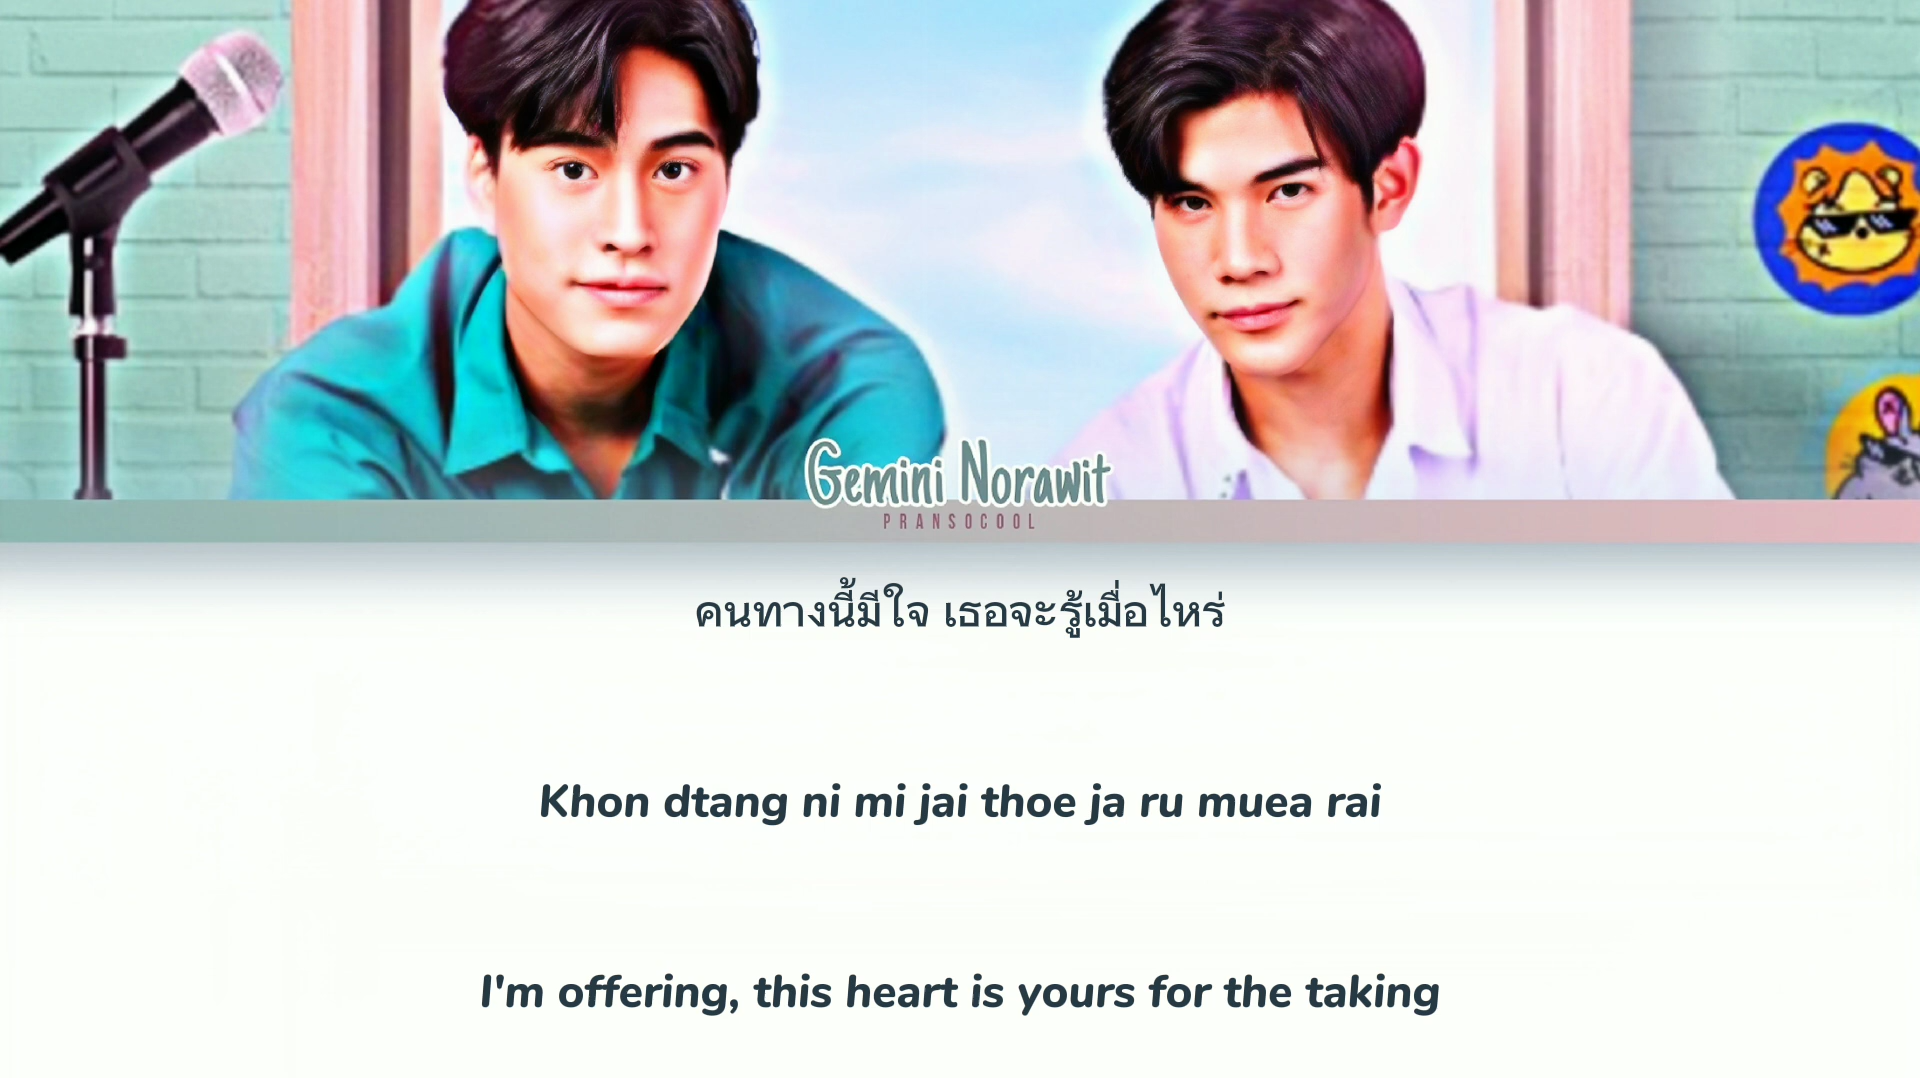 Gemini Norawit
PRANSOCOOL
คนทางนี้มีใจ เธอจะรู้เมื่อไหร่
Khon dtang ni mi jai thoe ja ru muea rai
I'm offering, this heart is yours for the taking